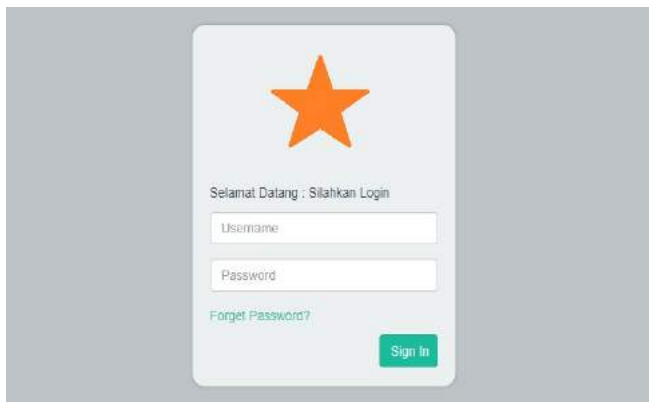 Selamat Datang : Silahkan Login
Username
Password
Forget Password?
Sign In